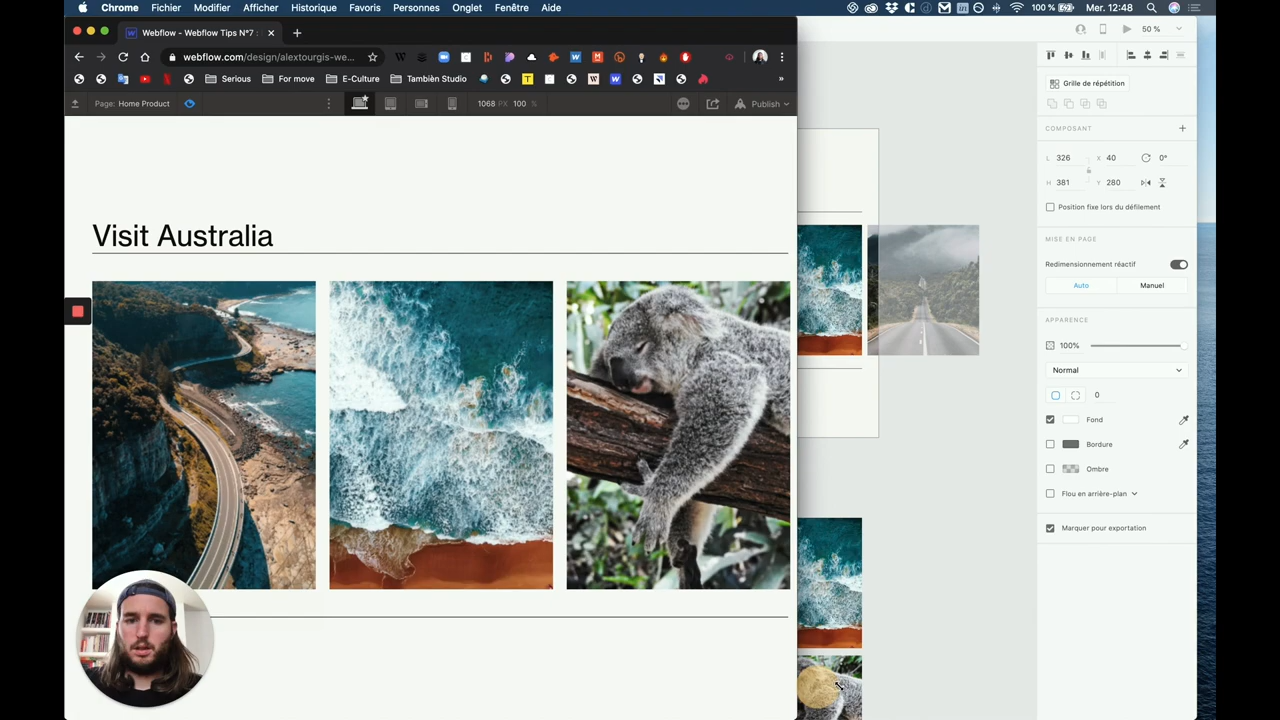 Chrome Fichier Modifier Afficher Historique Favoris Personnes Onglet Fenêtre Aide
100 % Mer. 12:48
Webflow - Webflow Tips N°7 :
50 %
webflow.com/design/alextourgis-we...
Grille de répétition
Serious For move E-Culture Tambièn Studio
Page: Home Product
1068 PX 100 %
Publish
COMPOSANT
L 326 X 40 0°
H 381 Y 280
Position fixe lors du défilement
Visit Australia
MISE EN PAGE
Redimensionnement réactif
Auto Manuel
APPARENCE
100%
Normal
0
Fond
Bordure
Ombre
Flou en arrière-plan
Marquer pour exportation